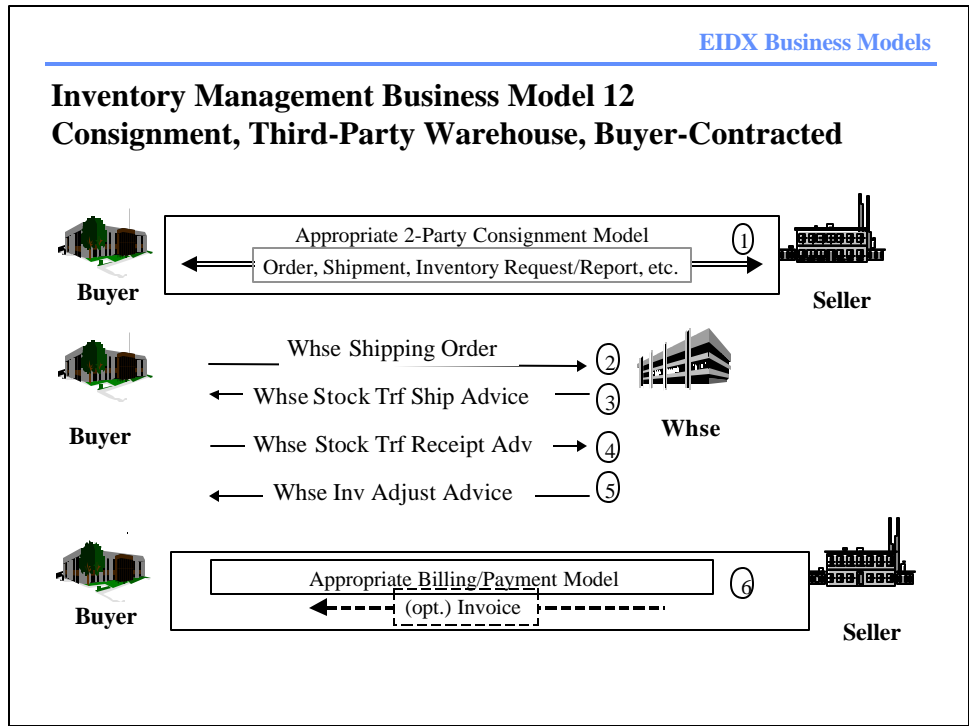 EIDX Business Models
Inventory Management Business Model 12
Consignment, Third-Party Warehouse, Buyer-Contracted
Appropriate 2-Party Consignment Model
1
Order, Shipment, Inventory Request/Report, etc.
Buyer
Seller
Whse Shipping Order
2
Whse Stock Trf Ship Advice
3
Buyer
Whse
Whse Stock Trf Receipt Adv
4
Whse Inv Adjust Advice
5
Appropriate Billing/Payment Model
6
(opt.) Invoice
Buyer
Seller